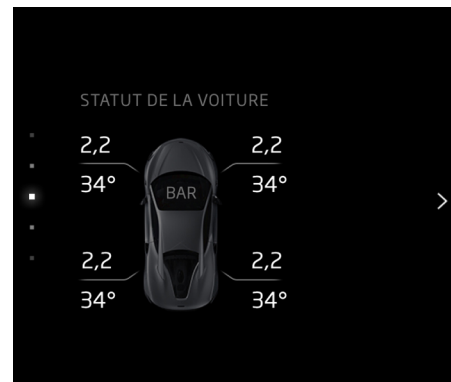 STATUT DE LA VOITURE
2,2 2,2
34° BAR 34°
2,2 2,2
34° 34°